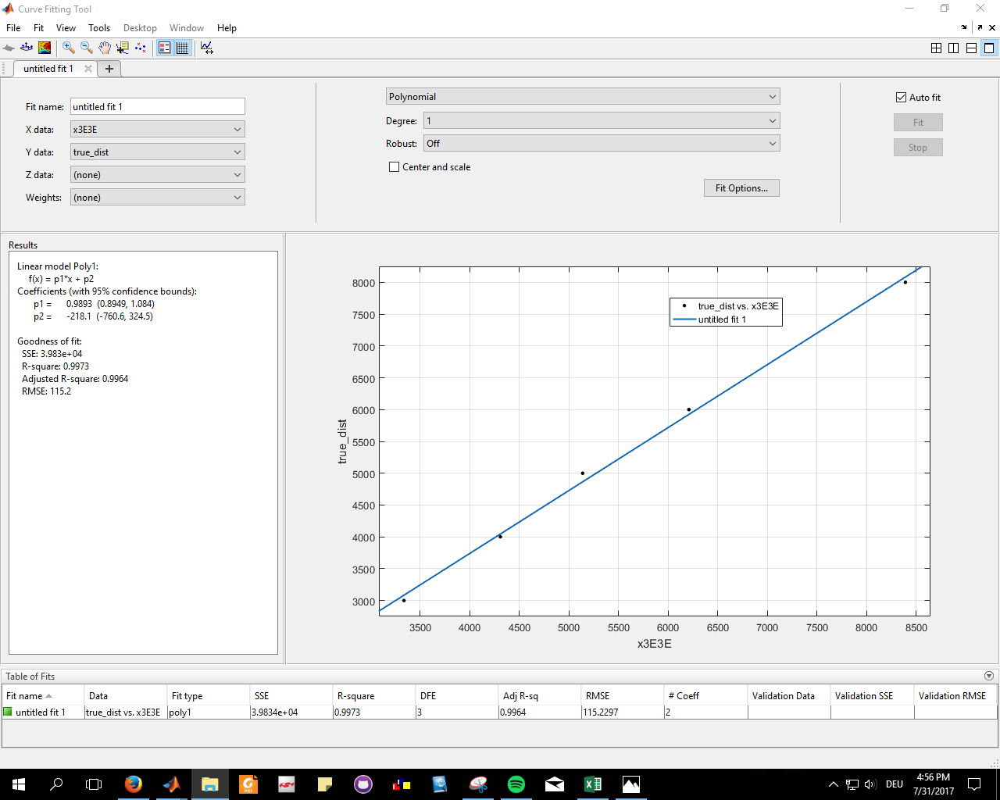 Curve Fitting Tool
File Fit View Tools Desktop Window Help
untitled fit 1
Fit name: untitled fit 1
X data: x3E3E
Y data: true_dist
Z data: (none)
Weights: (none)
Polynomial
Degree: 1
Robust: Off
Center and scale
Fit Options...
Auto fit
Fit
Stop
Results
Linear model Poly1:
f(x) = p1*x + p2
Coefficients (with 95% confidence bounds):
p1 = 0.9893 (0.8949, 1.084)
p2 = -218.1 (-760.6, 324.5)
Goodness of fit:
SSE: 3.983e+04
R-square: 0.9973
Adjusted R-square: 0.9964
RMSE: 115.2
8000
7500
7000
6500
6000
5500
5000
4500
4000
3500
3000
true_dist
true_dist vs. x3E3E
untitled fit 1
3500 4000 4500 5000 5500 6000 6500 7000 7500 8000 8500
x3E3E
Table of Fits
Fit name Data Fit type SSE R-square DFE Adj R-sq RMSE # Coeff Validation Data Validation SSE Validation RMSE
untitled fit 1 true_dist vs. x3E3E poly1 3.9834e+04 0.9973 3 0.9964 115.2297 2
PDF
DEU
4:56 PM
7/31/2017